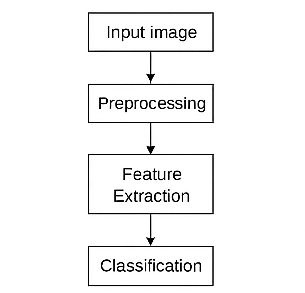 Input image
Preprocessing
Feature
Extraction
Classification